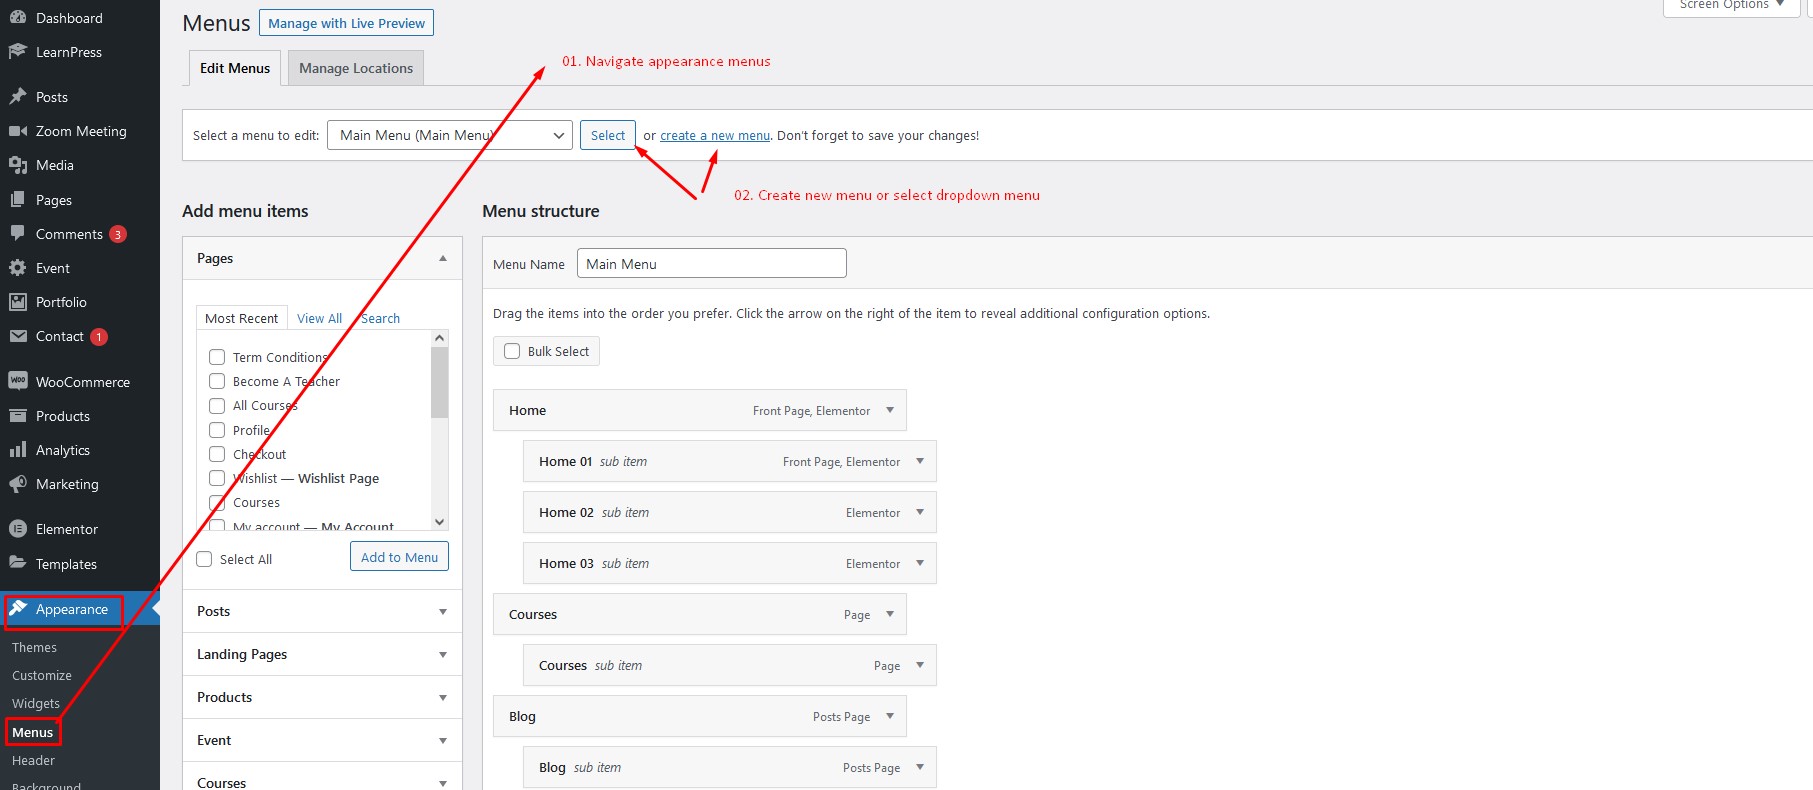 Dashboard
LearnPress
Posts
Zoom Meeting
Media
Pages
Comments 3
Event
Portfolio
Contact 1
WooCommerce
Products
Analytics
Marketing
Elementor
Templates
Appearance
Themes
Customize
Widgets
Menus
Header
Background
Menus Manage with Live Preview
Screen Options
Edit Menus Manage Locations
01. Navigate appearance menus
Select a menu to edit: Main Menu (Main Menu) Select or create a new menu. Don't forget to save your changes!
02. Create new menu or select dropdown menu
Add menu items
Pages
Most Recent View All Search
Term Conditions
Become A Teacher
All Courses
Profile
Checkout
Wishlist — Wishlist Page
Courses
My account — My Account
Select All Add to Menu
Posts
Landing Pages
Products
Event
Courses
Menu structure
Menu Name Main Menu
Drag the items into the order you prefer. Click the arrow on the right of the item to reveal additional configuration options.
Bulk Select
Home Front Page, Elementor
Home 01 sub item Front Page, Elementor
Home 02 sub item Elementor
Home 03 sub item Elementor
Courses Page
Courses sub item Page
Blog Posts Page
Blog sub item Posts Page